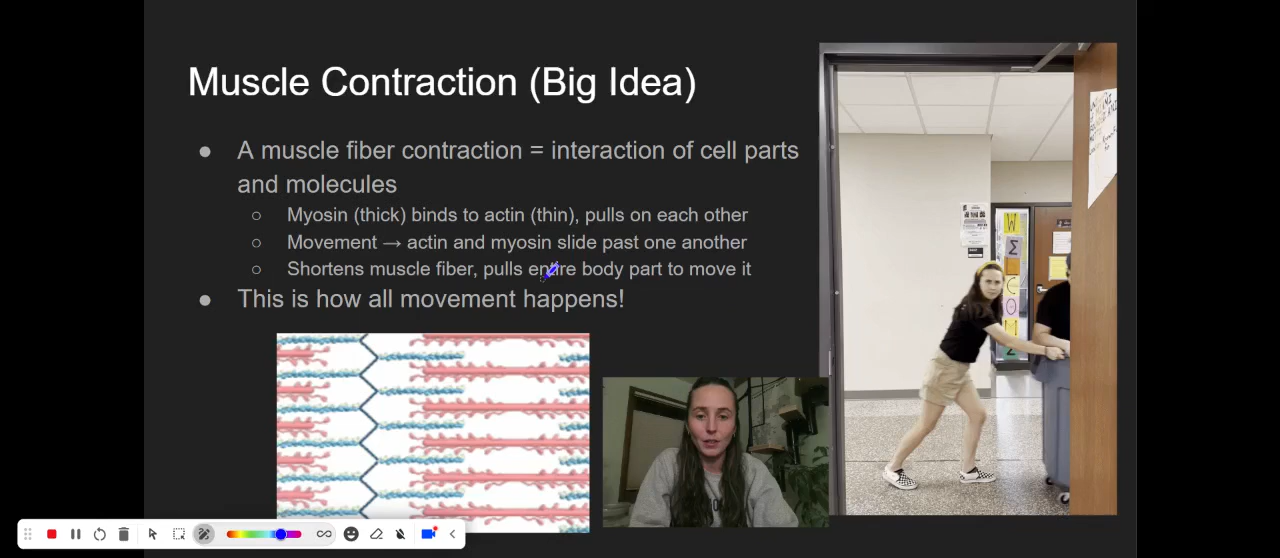 Muscle Contraction (Big Idea)
● A muscle fiber contraction = interaction of cell parts
and molecules
○ Myosin (thick) binds to actin (thin), pulls on each other
○ Movement → actin and myosin slide past one another
○ Shortens muscle fiber, pulls entire body part to move it
● This is how all movement happens!